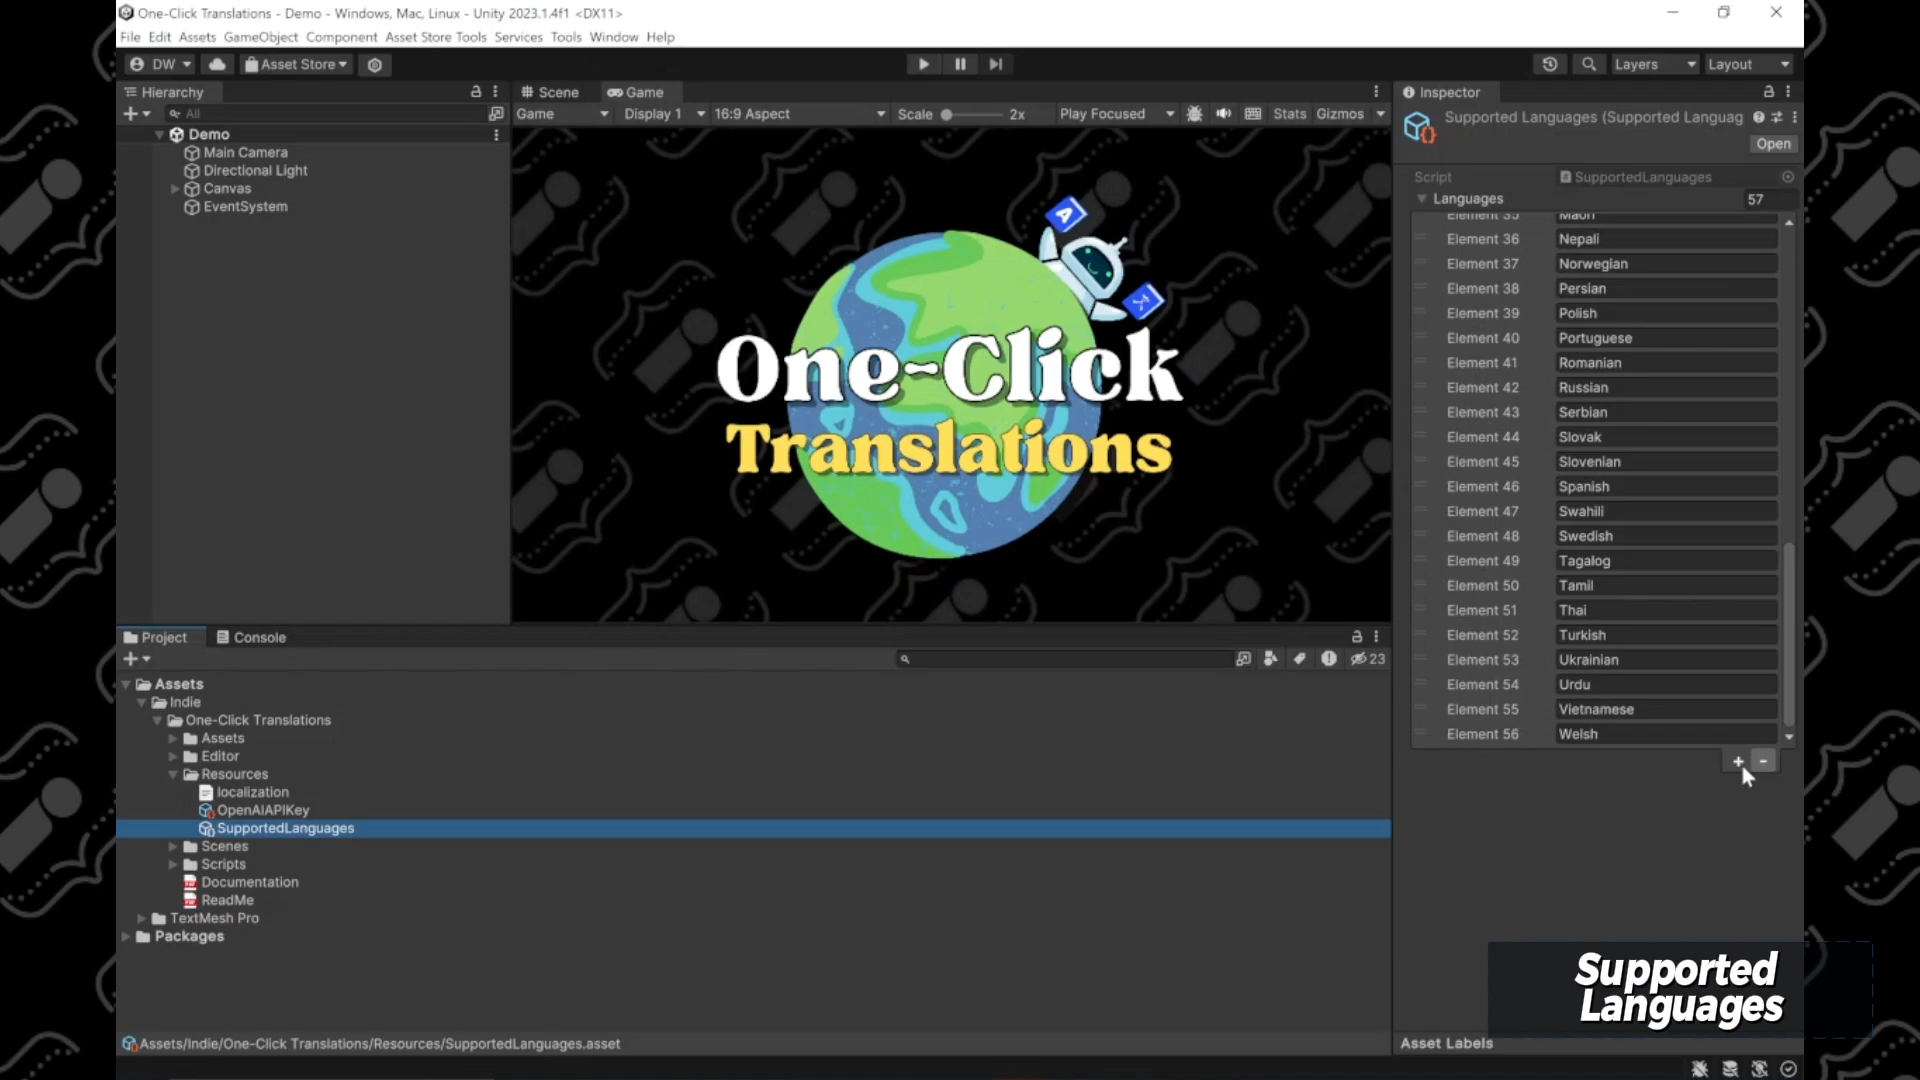 One-Click Translations - Demo - Windows, Mac, Linux - Unity 2023.1.4f1 <DX11>
File Edit Assets GameObject Component Asset Store Tools Services Tools Window Help
DW Asset Store Layers Layout
Hierarchy
All
Demo
Main Camera
Directional Light
Canvas
EventSystem
Scene Game
Game Display 1 16:9 Aspect Scale 2x Play Focused Stats Gizmos
A
One-Click
Translations
Inspector
Supported Languages (Supported Languag
Open
Script SupportedLanguages
Languages 57
Element 35 Maori
Element 36 Nepali
Element 37 Norwegian
Element 38 Persian
Element 39 Polish
Element 40 Portuguese
Element 41 Romanian
Element 42 Russian
Element 43 Serbian
Element 44 Slovak
Element 45 Slovenian
Element 46 Spanish
Element 47 Swahili
Element 48 Swedish
Element 49 Tagalog
Element 50 Tamil
Element 51 Thai
Element 52 Turkish
Element 53 Ukrainian
Element 54 Urdu
Element 55 Vietnamese
Element 56 Welsh
+ -
Project Console
23
Assets
Indie
One-Click Translations
Assets
Editor
Resources
localization
OpenAIAPIKey
SupportedLanguages
Scenes
Scripts
Documentation
ReadMe
TextMesh Pro
Packages
Assets/Indie/One-Click Translations/Resources/SupportedLanguages.asset
Asset Labels
Supported
Languages